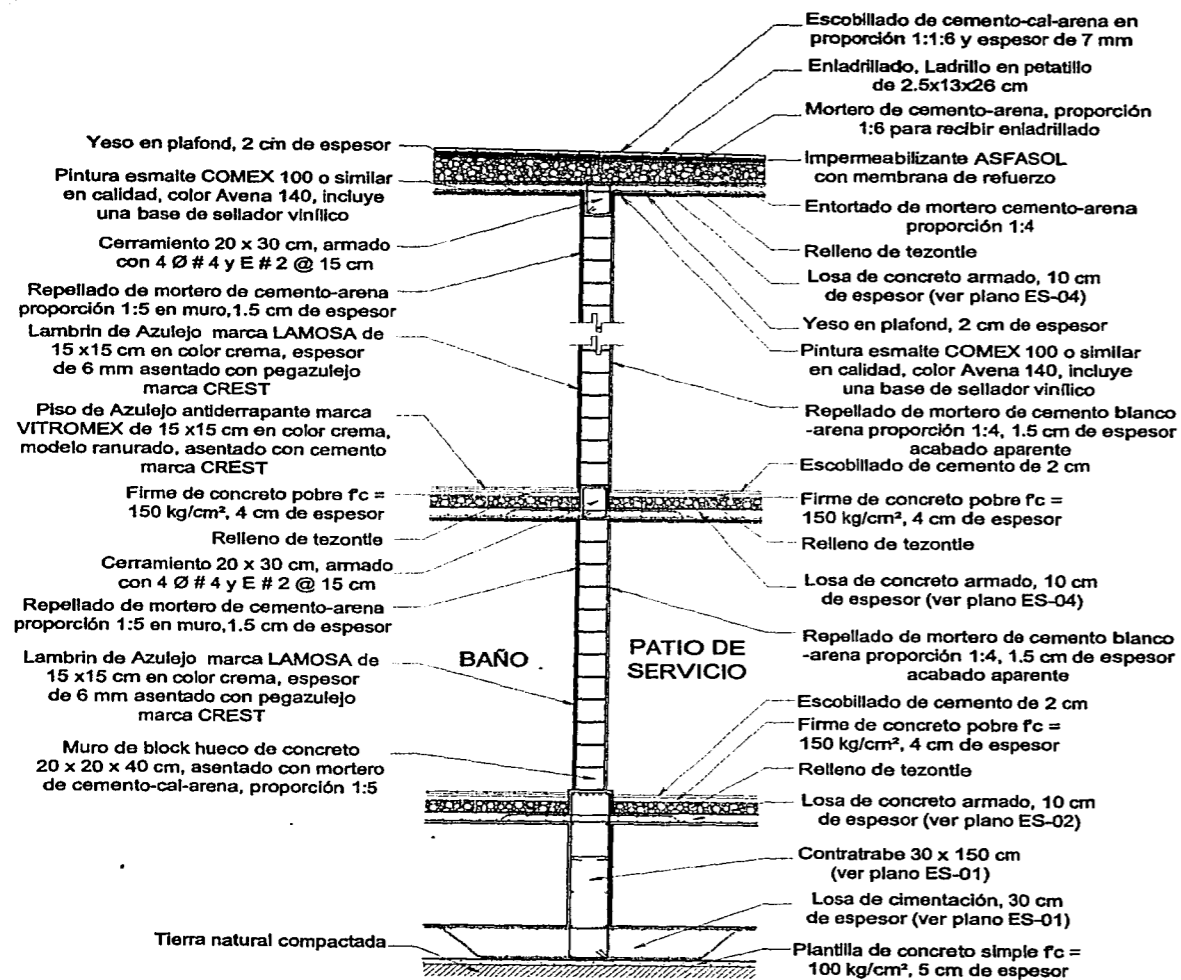 Escobillado de cemento-cal-arena en
proporción 1:1:6 y espesor de 7 mm
Enladrillado, Ladrillo en petatillo
de 2.5x13x26 cm
Mortero de cemento-arena, proporción
1:6 para recibir enladrillado
Impermeabilizante ASFASOL
con membrana de refuerzo
Entortado de mortero cemento-arena
proporción 1:4
Relleno de tezontle
Losa de concreto armado, 10 cm
de espesor (ver plano ES-04)
Yeso en plafond, 2 cm de espesor
Pintura esmalte COMEX 100 o similar
en calidad, color Avena 140, incluye
una base de sellador vinílico
Repellado de mortero de cemento blanco
-arena proporción 1:4, 1.5 cm de espesor
acabado aparente
Escobillado de cemento de 2 cm
Firme de concreto pobre f'c =
150 kg/cm², 4 cm de espesor
Relleno de tezontle
Losa de concreto armado, 10 cm
de espesor (ver plano ES-04)
Repellado de mortero de cemento blanco
-arena proporción 1:4, 1.5 cm de espesor
acabado aparente
Escobillado de cemento de 2 cm
Firme de concreto pobre f'c =
150 kg/cm², 4 cm de espesor
Relleno de tezontle
Losa de concreto armado, 10 cm
de espesor (ver plano ES-02)
Contratrabe 30 x 150 cm
(ver plano ES-01)
Losa de cimentación, 30 cm
de espesor (ver plano ES-01)
Plantilla de concreto simple f'c =
100 kg/cm², 5 cm de espesor
Yeso en plafond, 2 cm de espesor
Pintura esmalte COMEX 100 o similar
en calidad, color Avena 140, incluye
una base de sellador vinílico
Cerramiento 20 x 30 cm, armado
con 4 Ø # 4 y E # 2 @ 15 cm
Repellado de mortero de cemento-arena
proporción 1:5 en muro,1.5 cm de espesor
Lambrin de Azulejo marca LAMOSA de
15 x15 cm en color crema, espesor
de 6 mm asentado con pegazulejo
marca CREST
Piso de Azulejo antiderrapante marca
VITROMEX de 15 x15 cm en color crema,
modelo ranurado, asentado con cemento
marca CREST
Firme de concreto pobre f'c =
150 kg/cm², 4 cm de espesor
Relleno de tezontle
Cerramiento 20 x 30 cm, armado
con 4 Ø # 4 y E # 2 @ 15 cm
Repellado de mortero de cemento-arena
proporción 1:5 en muro,1.5 cm de espesor
Lambrin de Azulejo marca LAMOSA de
15 x15 cm en color crema, espesor
de 6 mm asentado con pegazulejo
marca CREST
Muro de block hueco de concreto
20 x 20 x 40 cm, asentado con mortero
de cemento-cal-arena, proporción 1:5
Tierra natural compactada
BAÑO
PATIO DE
SERVICIO